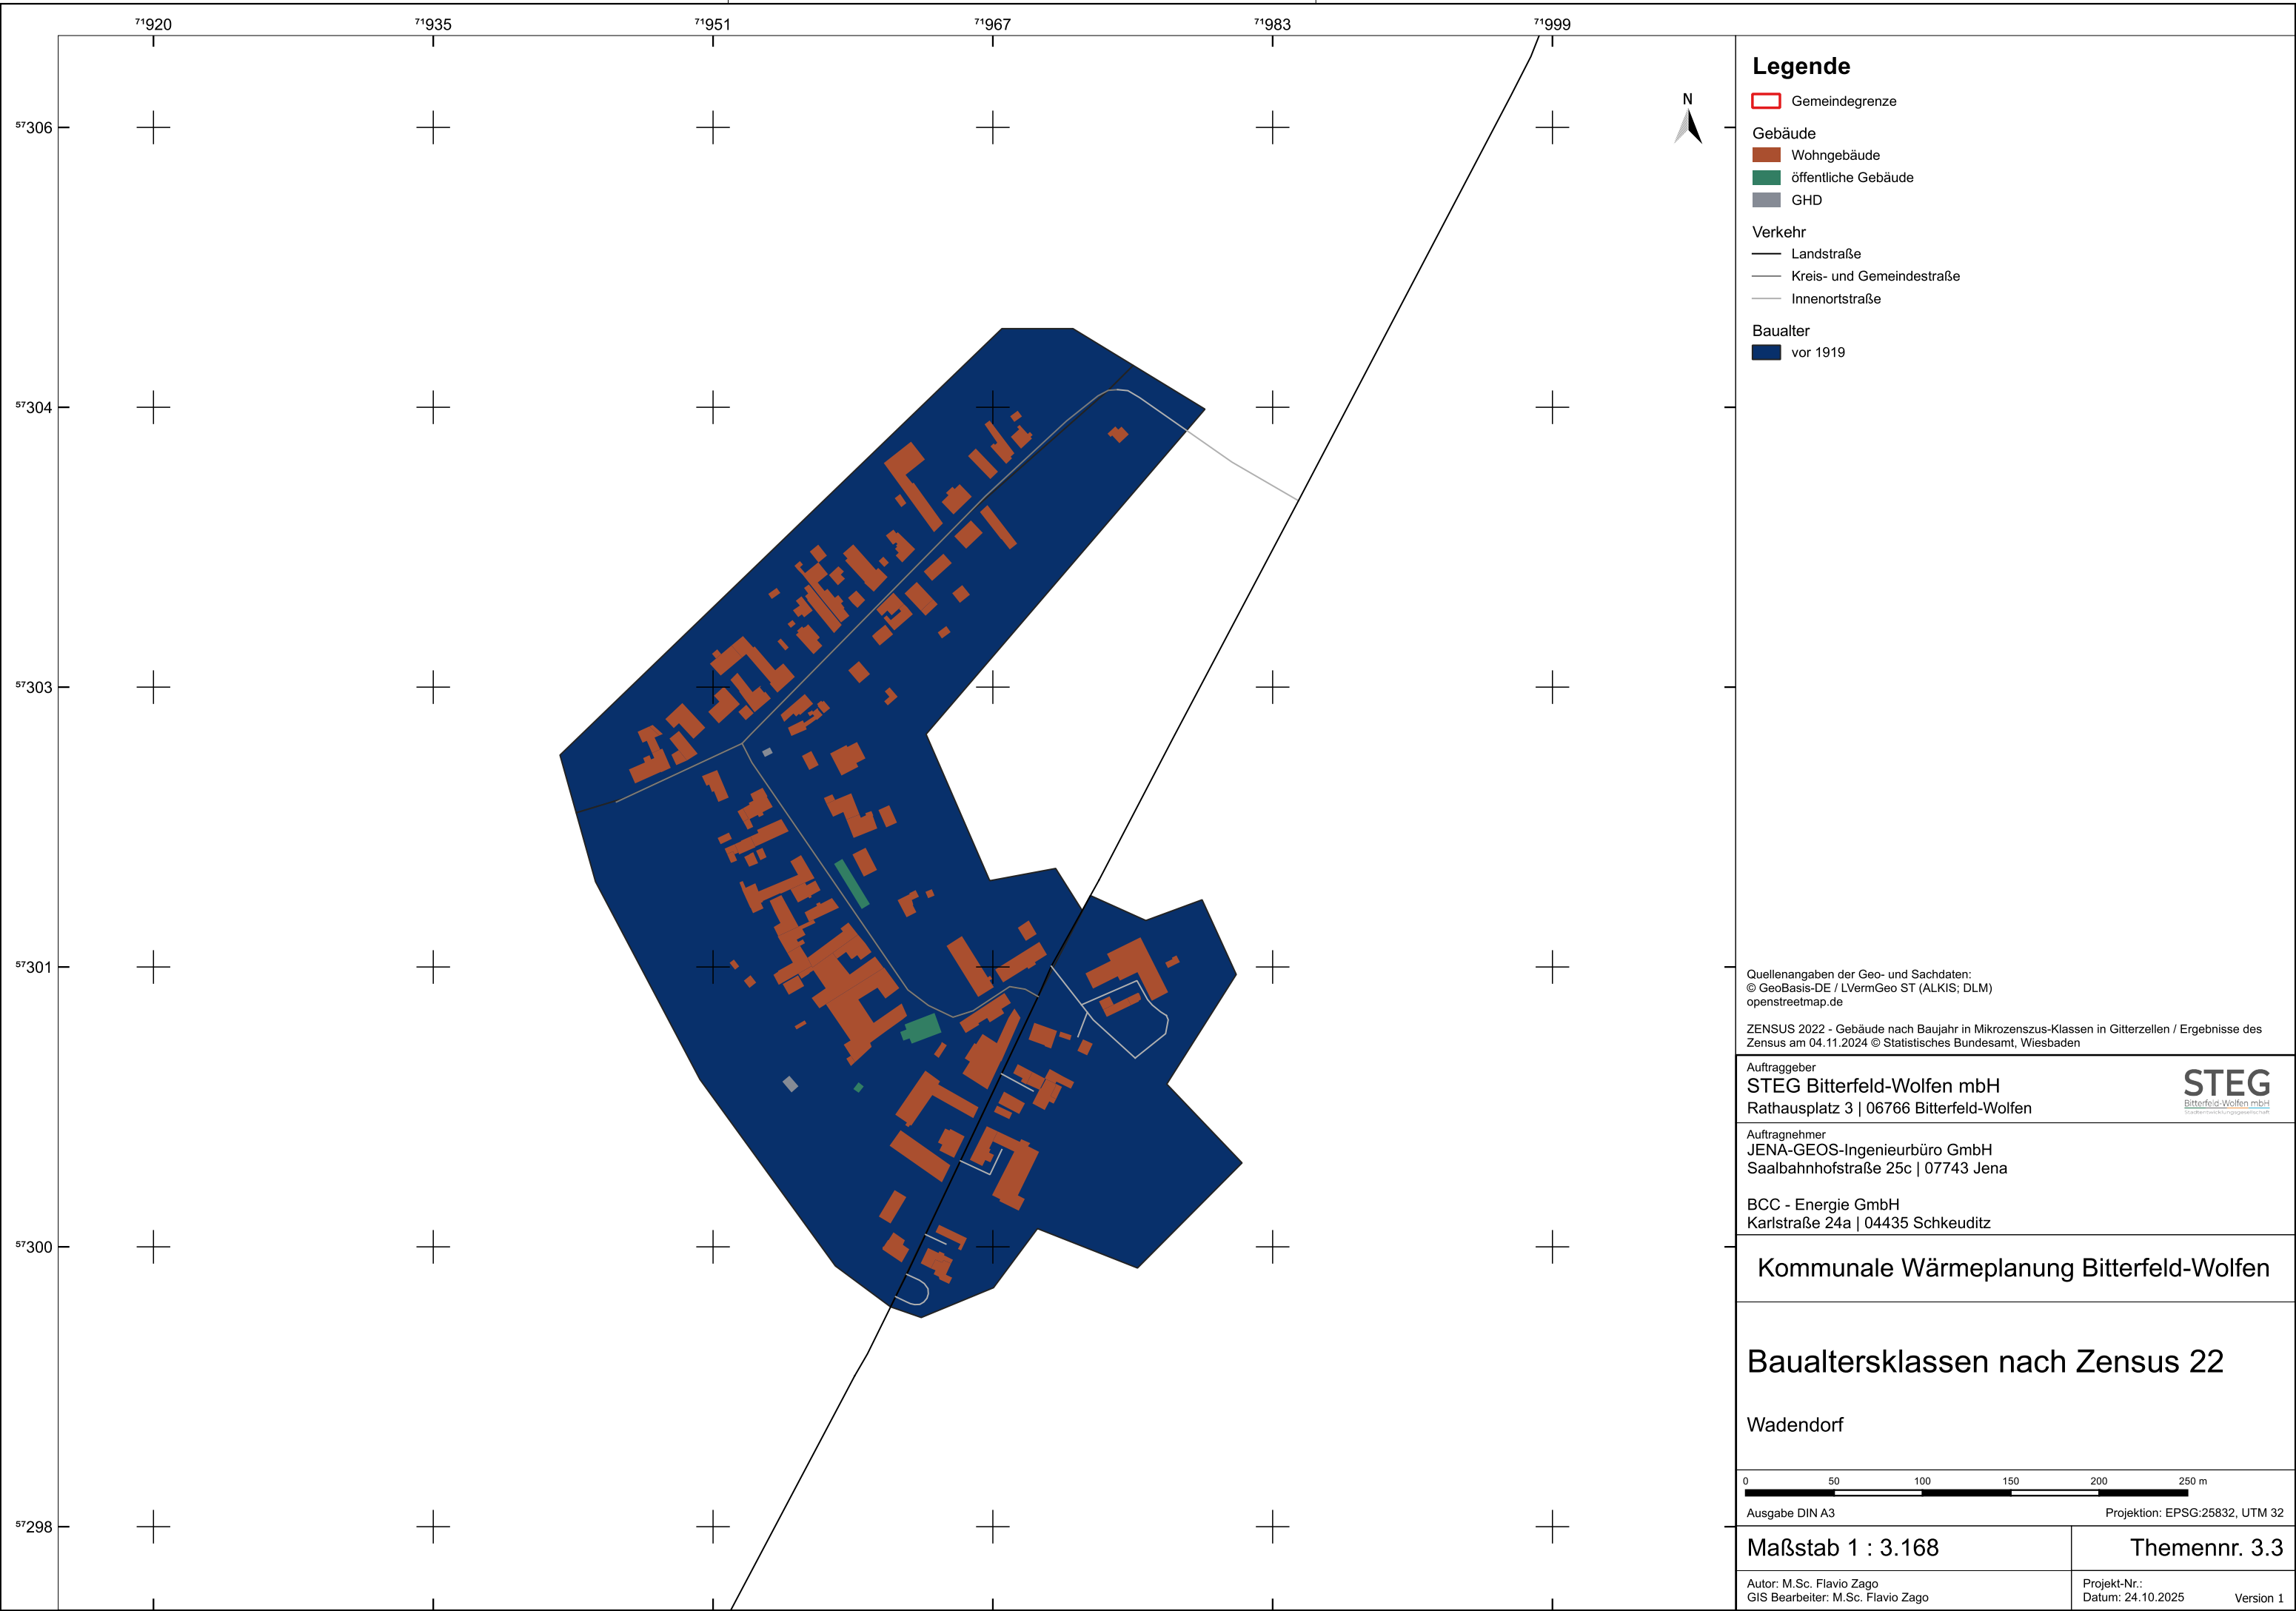 71920 71935 71951 71967 71983 71999
57306
57304
57303
57301
57300
57298
N
Legende
Gemeindegrenze
Gebäude
Wohngebäude
öffentliche Gebäude
GHD
Verkehr
Landstraße
Kreis- und Gemeindestraße
Innenortstraße
Baualter
vor 1919
Quellenangaben der Geo- und Sachdaten:
© GeoBasis-DE / LVermGeo ST (ALKIS; DLM)
openstreetmap.de
ZENSUS 2022 - Gebäude nach Baujahr in Mikrozenszus-Klassen in Gitterzellen / Ergebnisse des
Zensus am 04.11.2024 © Statistisches Bundesamt, Wiesbaden
Auftraggeber
STEG Bitterfeld-Wolfen mbH
Rathausplatz 3 | 06766 Bitterfeld-Wolfen
STEG
Bitterfeld-Wolfen mbH
Stadtentwicklungsgesellschaft
Auftragnehmer
JENA-GEOS-Ingenieurbüro GmbH
Saalbahnhofstraße 25c | 07743 Jena
BCC - Energie GmbH
Karlstraße 24a | 04435 Schkeuditz
Kommunale Wärmeplanung Bitterfeld-Wolfen
Baualtersklassen nach Zensus 22
Wadendorf
0 50 100 150 200 250 m
Ausgabe DIN A3 Projektion: EPSG:25832, UTM 32
Maßstab 1 : 3.168 Themennr. 3.3
Autor: M.Sc. Flavio Zago
GIS Bearbeiter: M.Sc. Flavio Zago
Projekt-Nr.:
Datum: 24.10.2025 Version 1